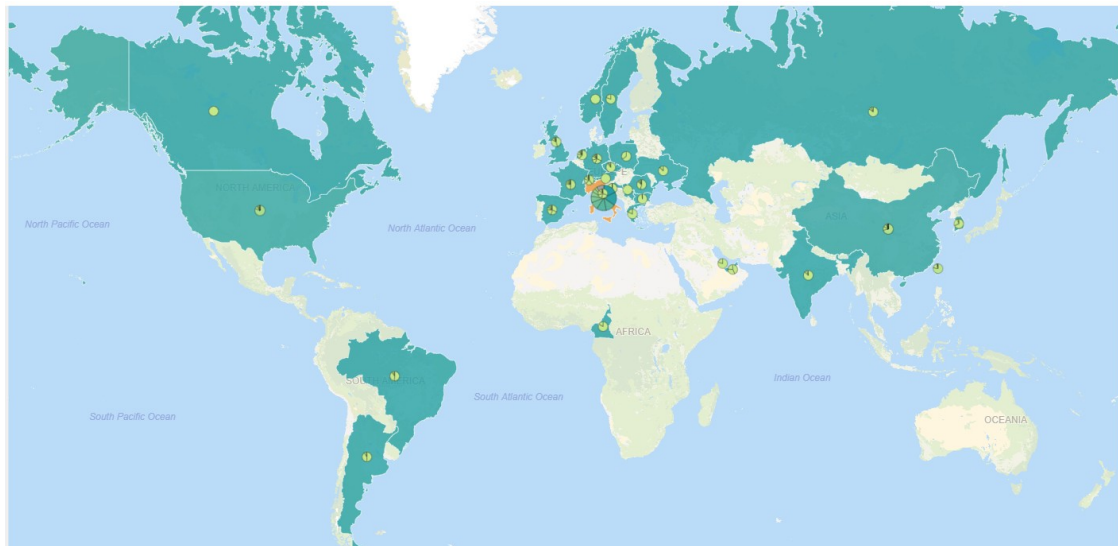 NORTH AMERICA
North Pacific Ocean
North Atlantic Ocean
ASIA
AFRICA
SOUTH AMERICA
Indian Ocean
South Atlantic Ocean
South Pacific Ocean
OCEANIA